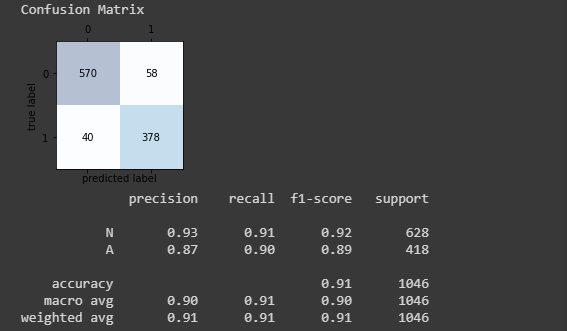 Confusion Matrix
0 1
0 570 58
true label
1 40 378
predicted label
precision recall f1-score support
N 0.93 0.91 0.92 628
A 0.87 0.90 0.89 418
accuracy 0.91 1046
macro avg 0.90 0.91 0.90 1046
weighted avg 0.91 0.91 0.91 1046